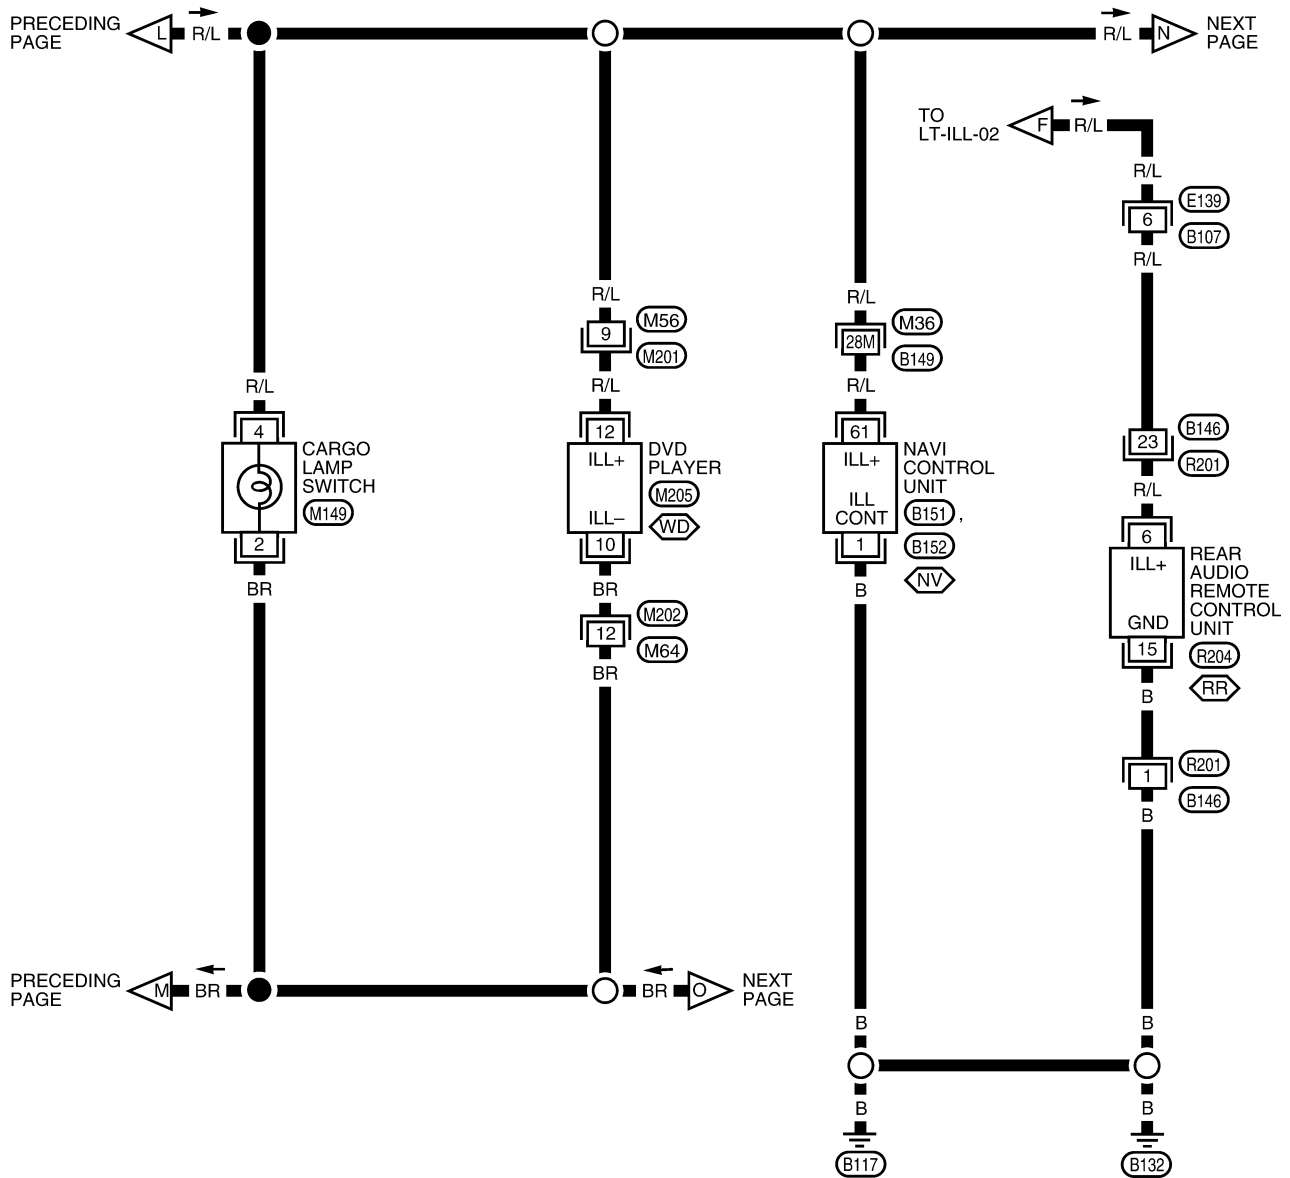 PRECEDING
PAGE
L
R/L
R/L
N
NEXT
PAGE
TO
LT-ILL-02
F
R/L
R/L
6
E139
B107
R/L
R/L
9
M56
M201
R/L
R/L
28M
M36
B149
R/L
R/L
4
CARGO
LAMP
SWITCH
M149
2
BR
12
ILL+
ILL–
10
DVD
PLAYER
M205
WD
BR
12
M202
M64
BR
61
ILL+
ILL
CONT
1
NAVI
CONTROL
UNIT
B151 ,
B152
NV
B
23
B146
R201
R/L
6
ILL+
GND
15
REAR
AUDIO
REMOTE
CONTROL
UNIT
R204
RR
B
1
R201
B146
B
PRECEDING
PAGE
M
BR
BR
O
NEXT
PAGE
B
B
B
B
B117
B132